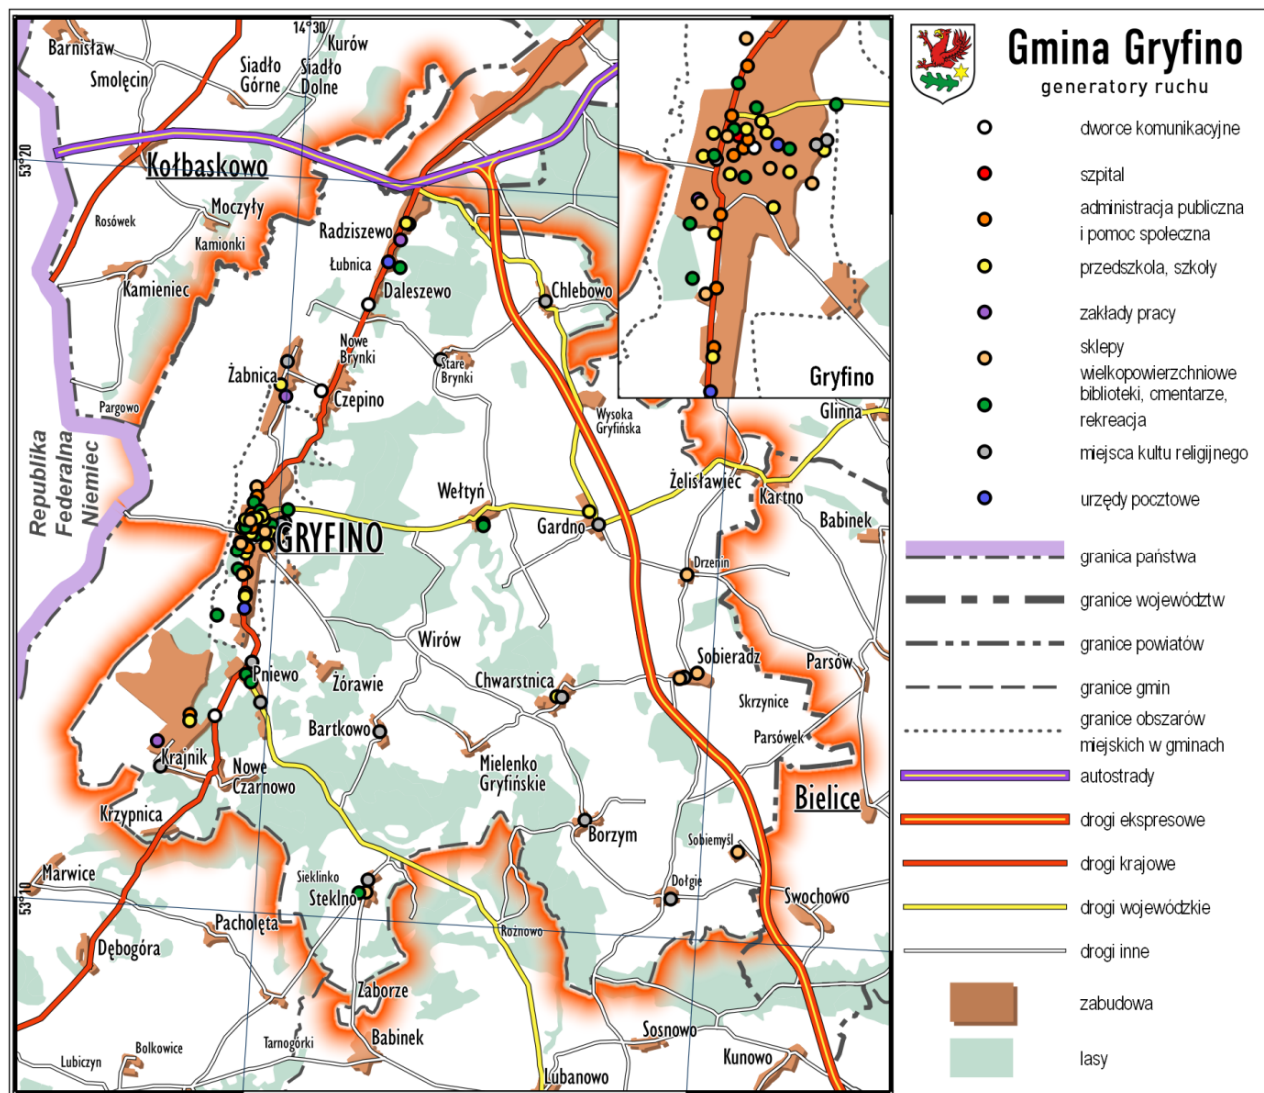 14°30
53°20
53°10
Barnisław
Smolęcin
Siadło
Górne
Kurów
Siadło
Dolne
Kołbaskowo
Rosówek
Moczyły
Kamionki
Kamieniec
Pargowo
Republika
Federalna
Niemiec
Radziszewo
Łubnica
Daleszewo
Chlebowo
Nowe
Brynki
Stare
Brynki
Żabnica
Czepino
Wysoka
Gryfińska
Gryfino
Glinna
Żelisławiec
Kartno
Babinek
Wełtyń
Gardno
GRYFINO
Drzenin
Wirów
Sobieradz
Parsów
Pniewo
Żórawie
Chwarstnica
Skrzynice
Bartkowo
Parsówek
Krajnik
Nowe
Czarnowo
Mielenko
Gryfińskie
Bielice
Krzypnica
Borzym
Sobiemyśl
Marwice
Sieklinko
Steklno
Dołgie
Swochowo
Pacholęta
Rożnowo
Dębogóra
Zaborze
Babinek
Tarnogórki
Sosnowo
Kunowo
Lubiczyn
Bolkowice
Lubanowo
Gmina Gryfino
generatory ruchu
dworce komunikacyjne
szpital
administracja publiczna
i pomoc społeczna
przedszkola, szkoły
zakłady pracy
sklepy
wielkopowierzchniowe
biblioteki, cmentarze,
rekreacja
miejsca kultu religijnego
urzędy pocztowe
granica państwa
granice województw
granice powiatów
granice gmin
granice obszarów
miejskich w gminach
autostrady
drogi ekspresowe
drogi krajowe
drogi wojewódzkie
drogi inne
zabudowa
lasy